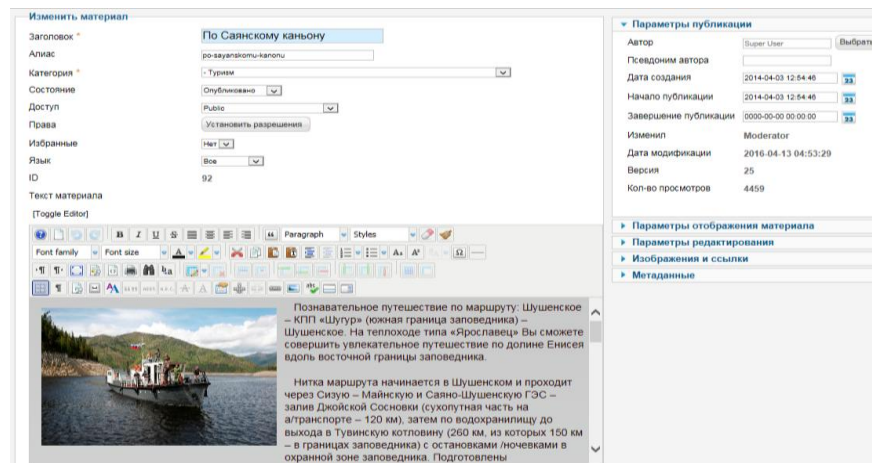 Изменить материал
Заголовок * По Саянскому каньону
Алиас po-sayanskomu-kanonu
Категория * - Туризм
Состояние Опубликовано
Доступ Public
Права Установить разрешения
Избранные Нет
Язык Все
ID 92
Текст материала
[Toggle Editor]
B I U S Paragraph Styles
Font family Font size
Познавательное путешествие по маршруту: Шушенское
– КПП «Шугур» (южная граница заповедника) –
Шушенское. На теплоходе типа «Ярославец» Вы сможете
совершить увлекательное путешествие по долине Енисея
вдоль восточной границы заповедника.
Нитка маршрута начинается в Шушенском и проходит
через Сизую – Майнскую и Саяно-Шушенскую ГЭС –
залив Джойской Сосновки (сухопутная часть на
а/транспорте – 120 км), затем по водохранилищу до
выхода в Тувинскую котловину (260 км, из которых 150 км
– в границах заповедника) с остановками /ночевками в
охранной зоне заповедника. Подготовлены
Параметры публикации
Автор Super User Выбрать
Псевдоним автора
Дата создания 2014-04-03 12:54:46 23
Начало публикации 2014-04-03 12:54:46 23
Завершение публикации 0000-00-00 00:00:00 23
Изменил Moderator
Дата модификации 2016-04-13 04:53:29
Версия 25
Кол-во просмотров 4459
Параметры отображения материала
Параметры редактирования
Изображения и ссылки
Метаданные